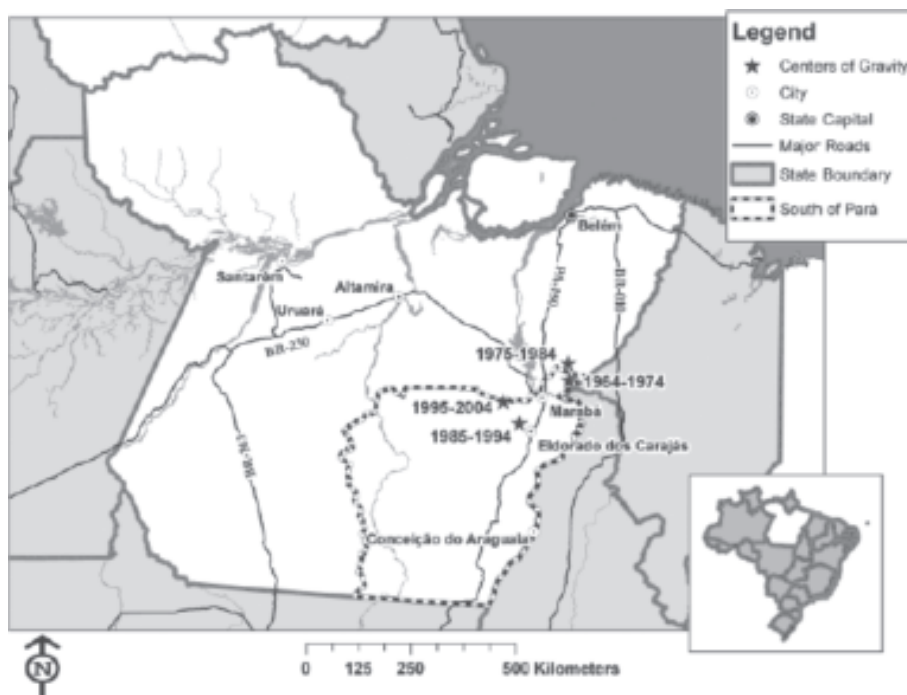 Legend
Centers of Gravity
City
State Capital
Major Roads
State Boundary
South of Pará
Belém
Santarém
Altamira
Uruará
BR-230
1975-1984
1964-1974
1995-2004
Marabá
1985-1994
Eldorado dos Carajás
Conceição do Araguaia
N
0 125 250 500 Kilometers